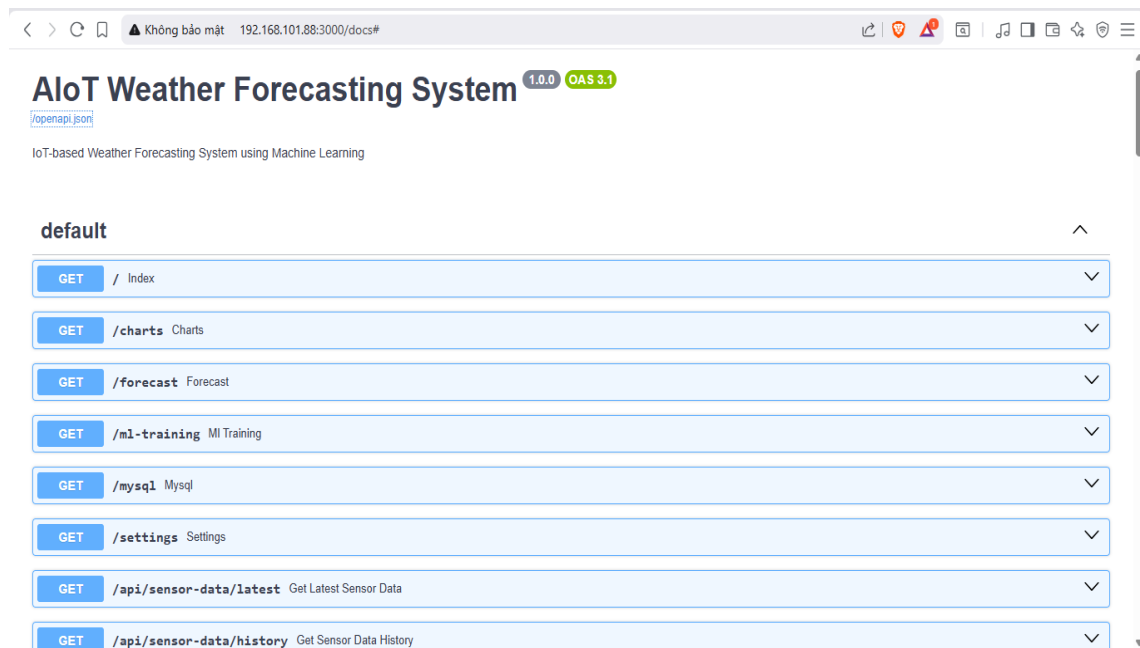 Không bảo mật 192.168.101.88:3000/docs#
1
AIoT Weather Forecasting System 1.0.0 OAS 3.1
/openapi.json
IoT-based Weather Forecasting System using Machine Learning
default
GET / Index
GET /charts Charts
GET /forecast Forecast
GET /ml-training Ml Training
GET /mysql Mysql
GET /settings Settings
GET /api/sensor-data/latest Get Latest Sensor Data
GET /api/sensor-data/history Get Sensor Data History